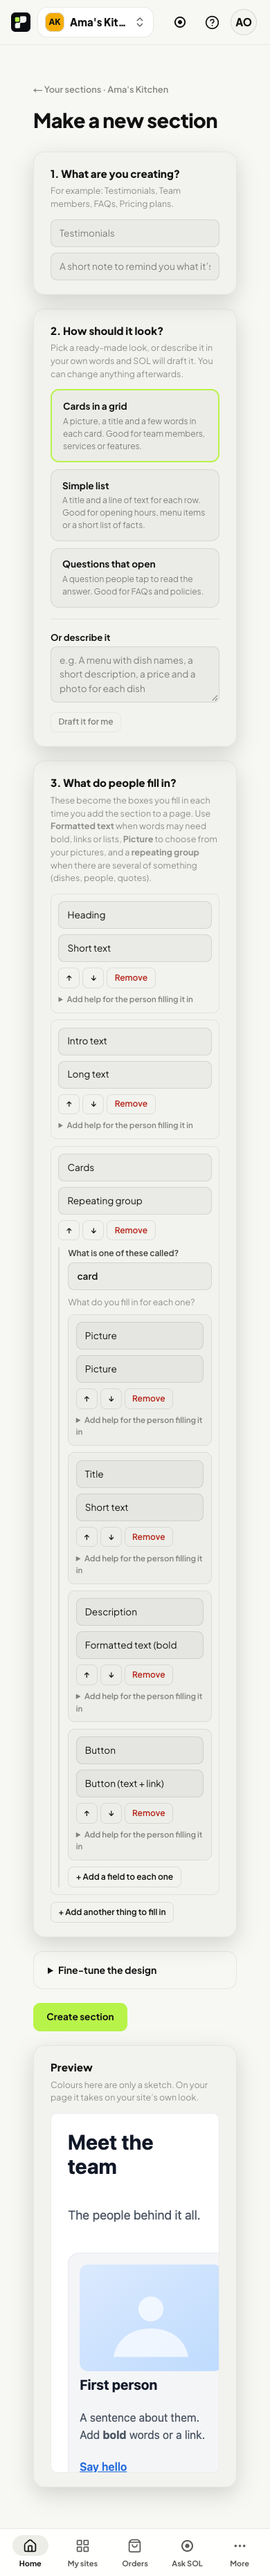 AK Ama's Kit... AO
← Your sections · Ama's Kitchen
Make a new section
1. What are you creating?
For example: Testimonials, Team
members, FAQs, Pricing plans.
Testimonials
A short note to remind you what it's
2. How should it look?
Pick a ready-made look, or describe it in
your own words and SOL will draft it. You
can change anything afterwards.
Cards in a grid
A picture, a title and a few words in
each card. Good for team members,
services or features.
Simple list
A title and a line of text for each row.
Good for opening hours, menu items
or a short list of facts.
Questions that open
A question people tap to read the
answer. Good for FAQs and policies.
Or describe it
e.g. A menu with dish names, a
short description, a price and a
photo for each dish
Draft it for me
3. What do people fill in?
These become the boxes you fill in each
time you add the section to a page. Use
Formatted text when words may need
bold, links or lists, Picture to choose from
your pictures, and a repeating group
when there are several of something
(dishes, people, quotes).
Heading
Short text
↑ ↓ Remove
▶ Add help for the person filling it in
Intro text
Long text
↑ ↓ Remove
▶ Add help for the person filling it in
Cards
Repeating group
↑ ↓ Remove
What is one of these called?
card
What do you fill in for each one?
Picture
Picture
↑ ↓ Remove
▶ Add help for the person filling it
in
Title
Short text
↑ ↓ Remove
▶ Add help for the person filling it
in
Description
Formatted text (bold
↑ ↓ Remove
▶ Add help for the person filling it
in
Button
Button (text + link)
↑ ↓ Remove
▶ Add help for the person filling it
in
+ Add a field to each one
+ Add another thing to fill in
▶ Fine-tune the design
Create section
Preview
Colours here are only a sketch. On your
page it takes on your site's own look.
Meet the
team
The people behind it all.
First person
A sentence about them.
Add bold words or a link.
Say hello
Home My sites Orders Ask SOL More